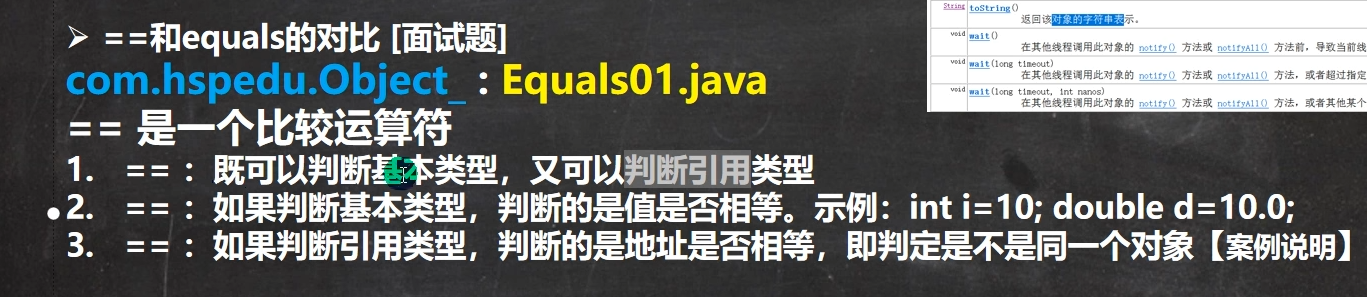 ➢ ==和equals的对比 [面试题]
com.hspedu.Object_ : Equals01.java
== 是一个比较运算符
1. == ：既可以判断基本类型，又可以判断引用类型
2. == ：如果判断基本类型，判断的是值是否相等。示例：int i=10; double d=10.0;
3. == ：如果判断引用类型，判断的是地址是否相等，即判定是不是同一个对象【案例说明】
String toString()
返回该对象的字符串表示。
void wait()
在其他线程调用此对象的 notify() 方法或 notifyAll() 方法前，导致当前线
void wait(long timeout)
在其他线程调用此对象的 notify() 方法或 notifyAll() 方法，或者超过指定
void wait(long timeout, int nanos)
在其他线程调用此对象的 notify() 方法或 notifyAll() 方法，或者其他某个